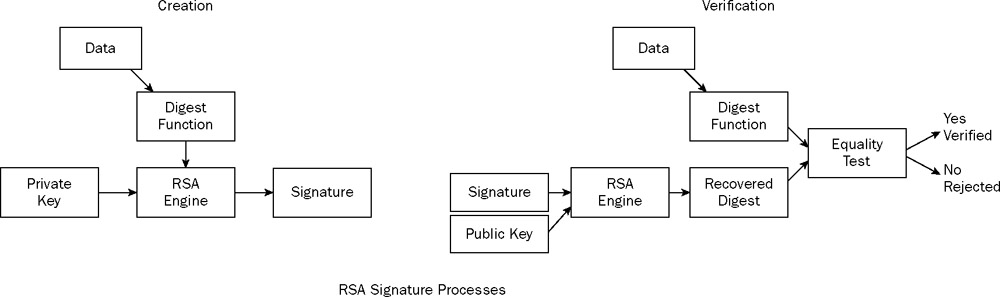 Creation
Data
Digest
Function
Private
Key
RSA
Engine
Signature
Verification
Data
Digest
Function
Equality
Test
Yes
Verified
No
Rejected
Signature
Public Key
RSA
Engine
Recovered
Digest
RSA Signature Processes